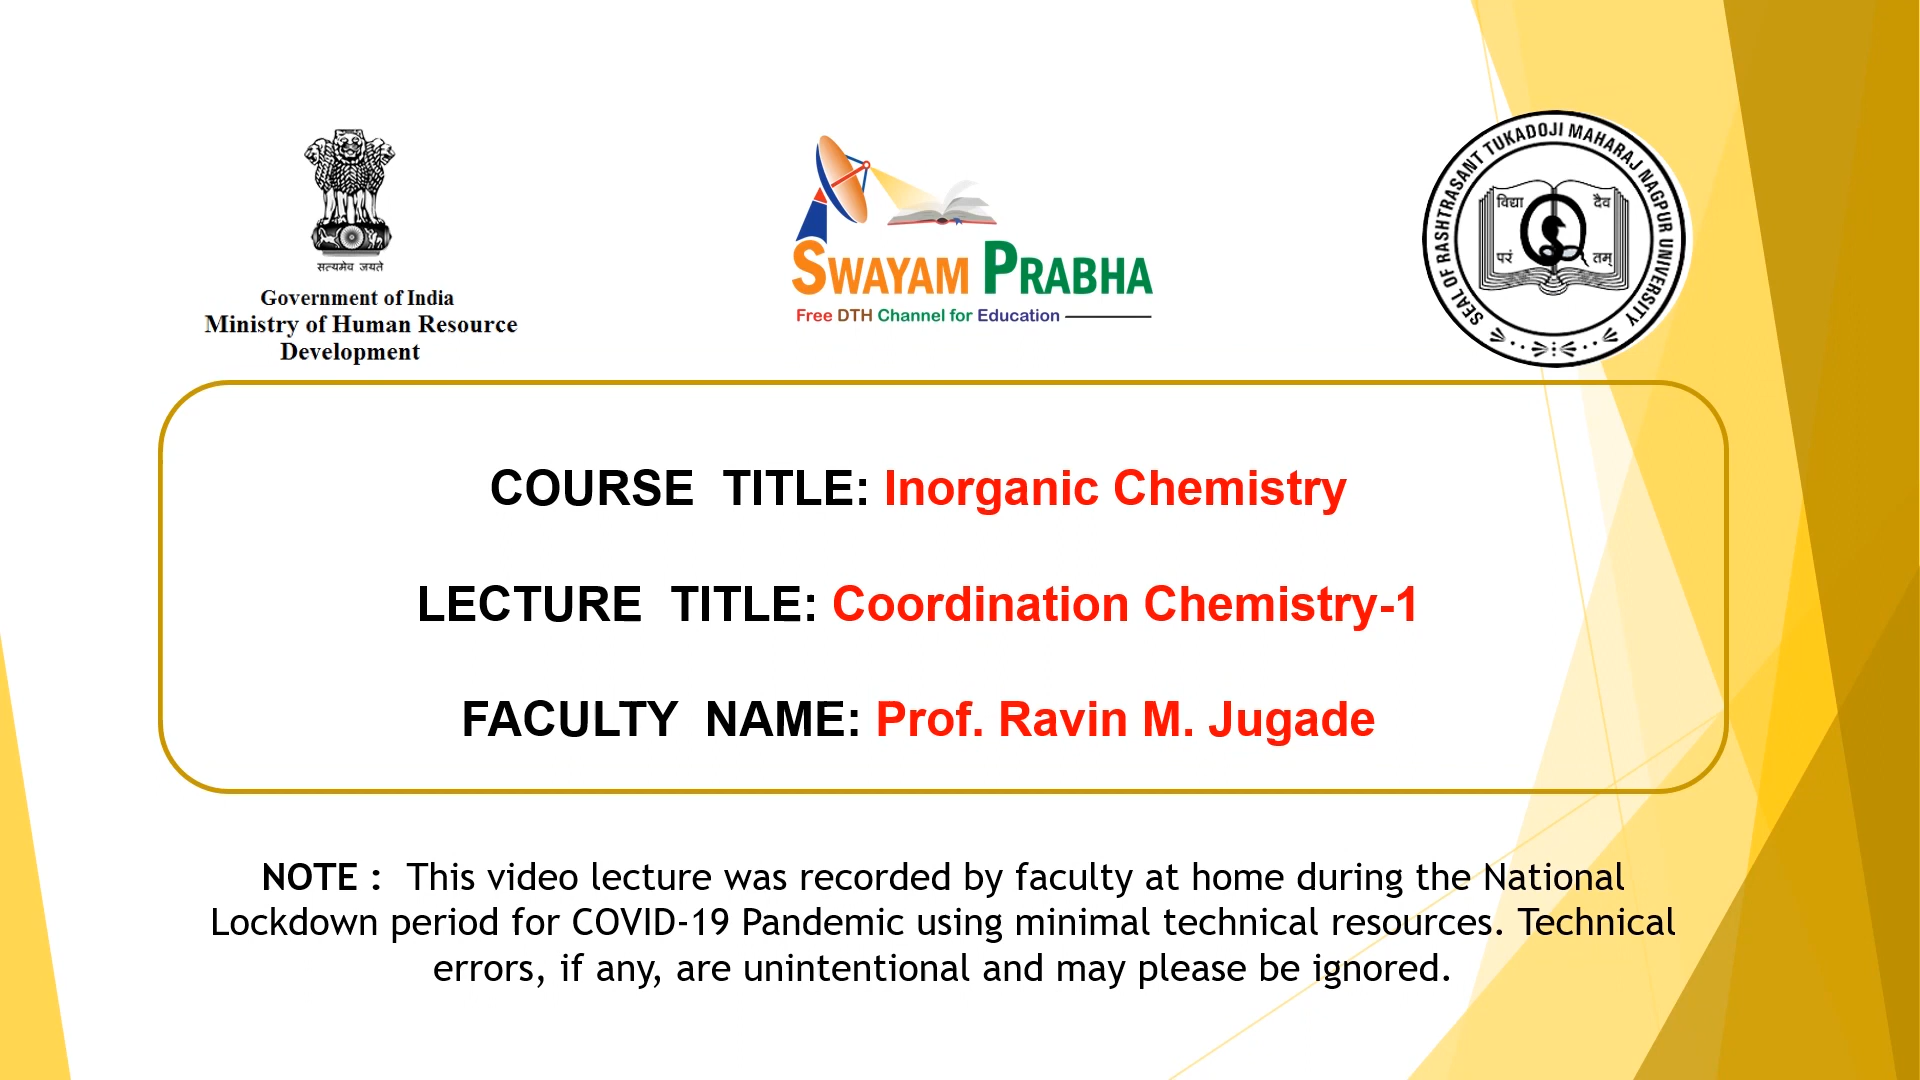 सत्यमेव जयते
Government of India
Ministry of Human Resource
Development
SWAYAM PRABHA
Free DTH Channel for Education
SEAL OF RASHTRASANT TUKADOJI MAHARAJ NAGPUR UNIVERSITY
विद्या दैव
परं तम्
COURSE TITLE: Inorganic Chemistry
LECTURE TITLE: Coordination Chemistry-1
FACULTY NAME: Prof. Ravin M. Jugade
NOTE : This video lecture was recorded by faculty at home during the National
Lockdown period for COVID-19 Pandemic using minimal technical resources. Technical
errors, if any, are unintentional and may please be ignored.